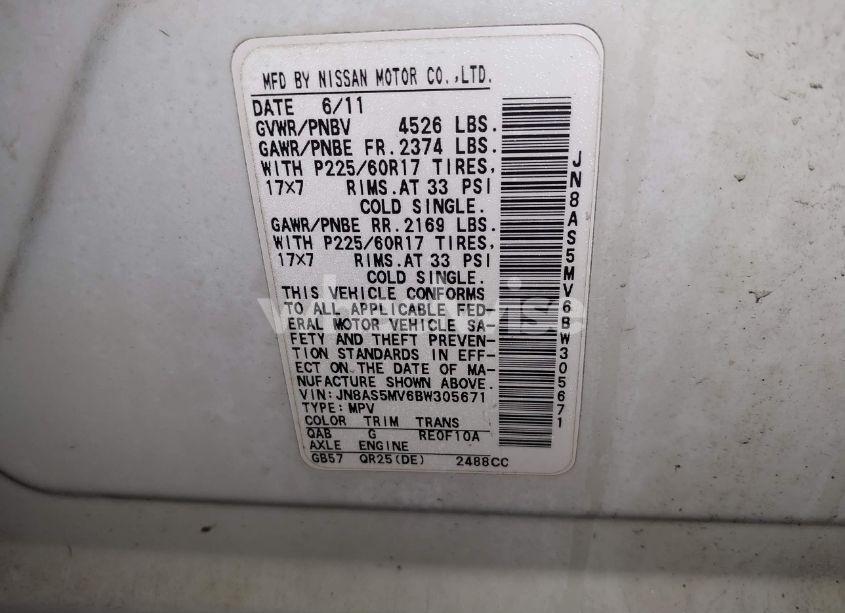 MFD BY NISSAN MOTOR CO.,LTD.
DATE 6/11
GVWR/PNBV 4526 LBS.
GAWR/PNBE FR.2374 LBS.
WITH P225/60R17 TIRES,
17X7 RIMS.AT 33 PSI
COLD SINGLE.
GAWR/PNBE RR.2169 LBS.
WITH P225/60R17 TIRES,
17X7 RIMS.AT 33 PSI
COLD SINGLE.
THIS VEHICLE CONFORMS
TO ALL APPLICABLE FED-
ERAL MOTOR VEHICLE SA-
FETY AND THEFT PREVEN-
TION STANDARDS IN EFF-
ECT ON THE DATE OF MA-
NUFACTURE SHOWN ABOVE.
VIN:JN8AS5MV6BW305671
TYPE:MPV
COLOR TRIM TRANS
QAB G RE0F10A
AXLE ENGINE
GB57 QR25(DE) 2488CC
JN8AS5MV6BW305671